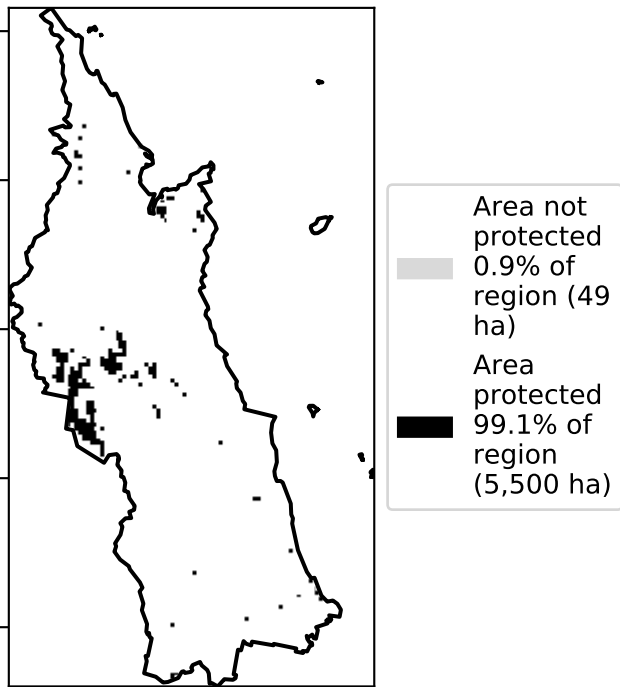 Area not
protected
0.9% of
region (49
ha)
Area
protected
99.1% of
region
(5,500 ha)